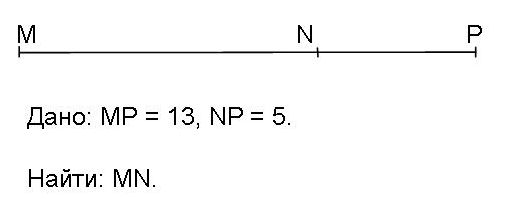 M N P
Дано: MP = 13, NP = 5.
Найти: MN.